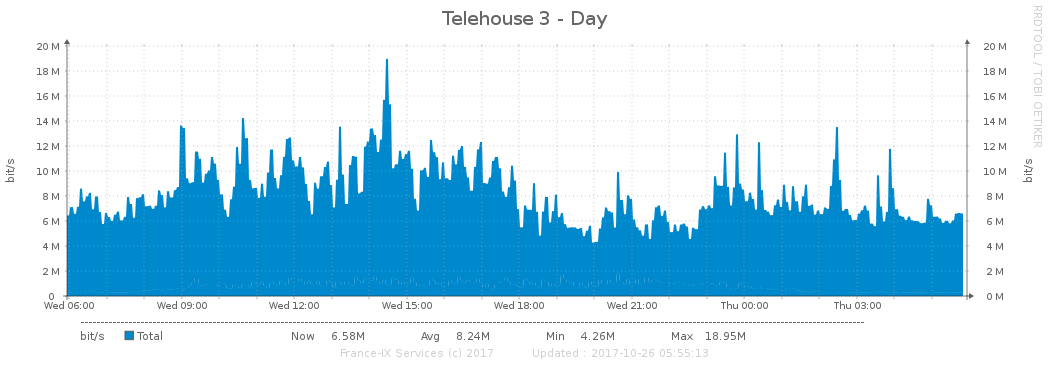 Telehouse 3 - Day
RRDTOOL / TOBI OETIKER
20 M 20 M
18 M 18 M
16 M 16 M
14 M 14 M
12 M 12 M
10 M 10 M
8 M 8 M
6 M 6 M
4 M 4 M
2 M 2 M
0 0 M
bit/s
bit/s
Wed 06:00 Wed 09:00 Wed 12:00 Wed 15:00 Wed 18:00 Wed 21:00 Thu 00:00 Thu 03:00
bit/s Total Now 6.58M Avg 8.24M Min 4.26M Max 18.95M
France-IX Services (c) 2017 Updated : 2017-10-26 05:55:13